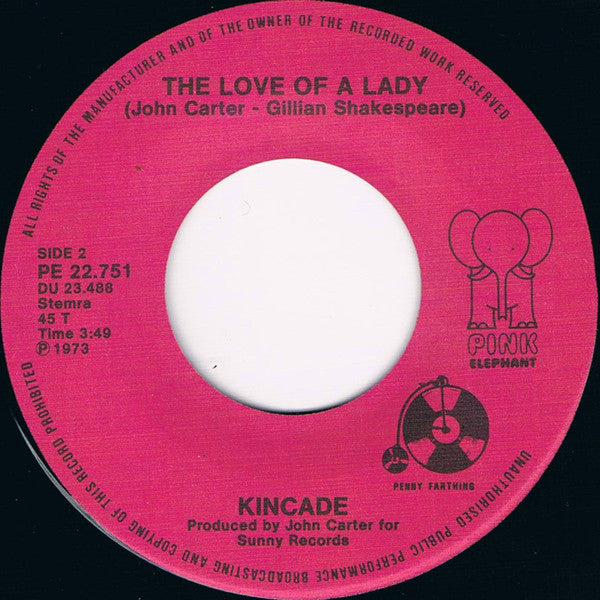 ALL RIGHTS OF THE MANUFACTURER AND OF THE OWNER OF THE RECORDED WORK RESERVED
THE LOVE OF A LADY
(John Carter - Gillian Shakespeare)
SIDE 2
PE 22.751
DU 23.488
Stemra
45 T
Time 3:49
Ⓟ 1973
PINK
ELEPHANT
PENNY FARTHING
KINCADE
Produced by John Carter for
Sunny Records
UNAUTHORISED PUBLIC PERFORMANCE BROADCASTING AND COPYING OF THIS RECORD PROHIBITED